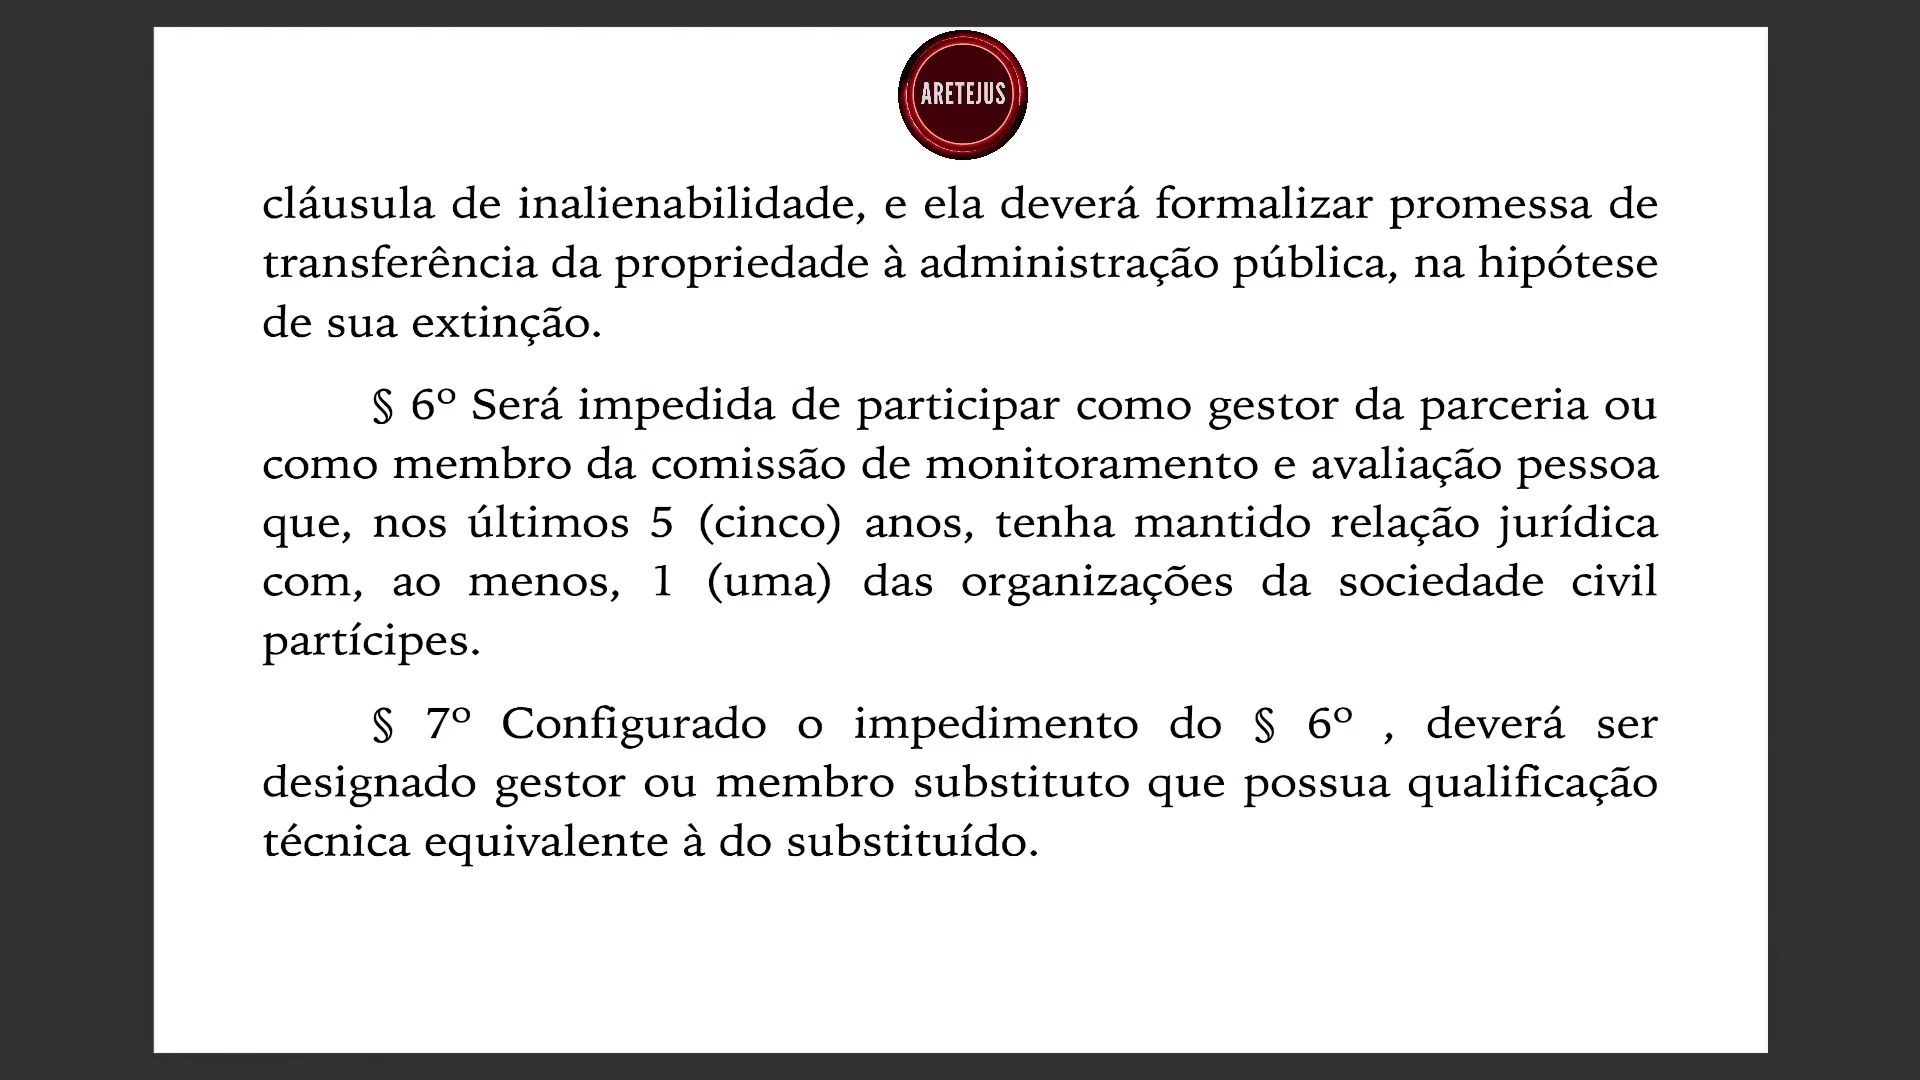 ARETEJUS
cláusula de inalienabilidade, e ela deverá formalizar promessa de
transferência da propriedade à administração pública, na hipótese
de sua extinção.
§ 6º Será impedida de participar como gestor da parceria ou
como membro da comissão de monitoramento e avaliação pessoa
que, nos últimos 5 (cinco) anos, tenha mantido relação jurídica
com, ao menos, 1 (uma) das organizações da sociedade civil
partícipes.
§ 7º Configurado o impedimento do § 6º , deverá ser
designado gestor ou membro substituto que possua qualificação
técnica equivalente à do substituído.